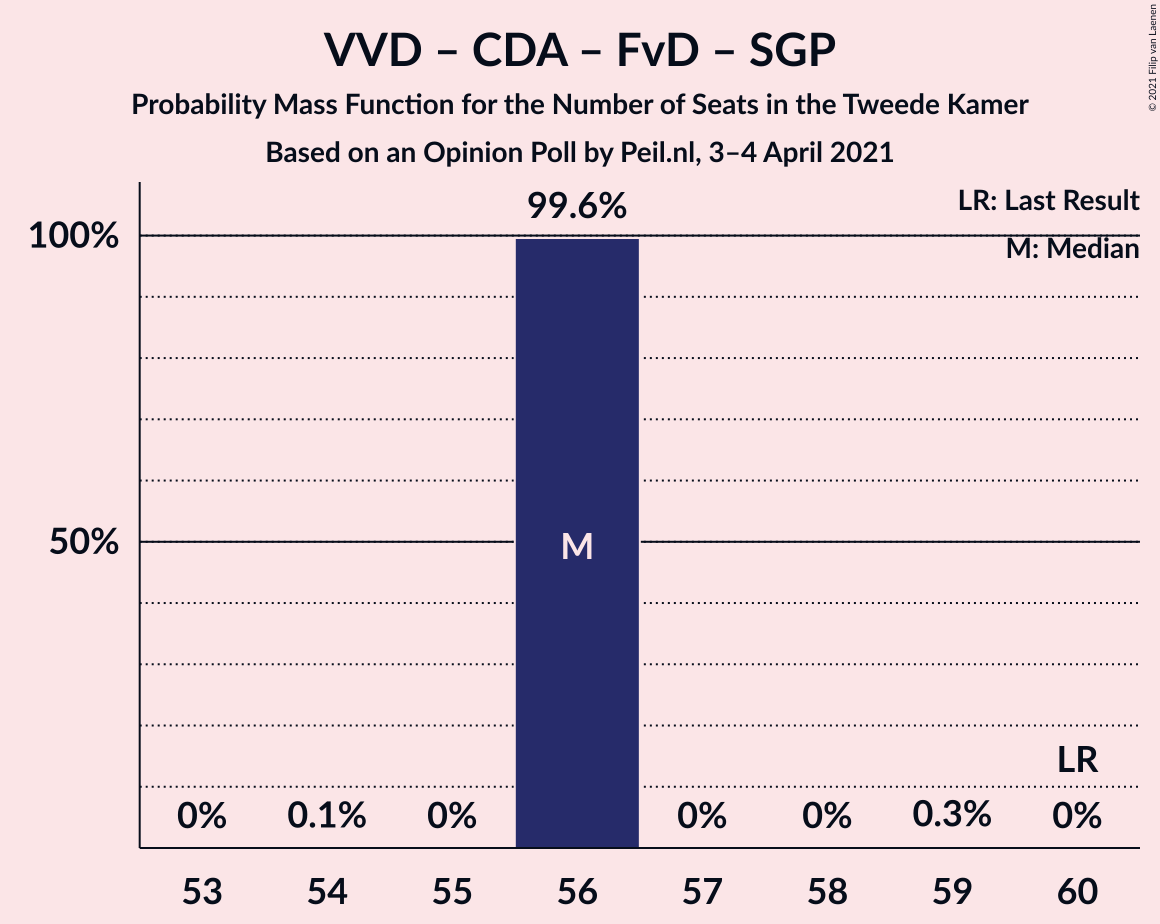 VVD – CDA – FvD – SGP
Probability Mass Function for the Number of Seats in the Tweede Kamer
Based on an Opinion Poll by Peil.nl, 3–4 April 2021
© 2021 Filip van Laenen
LR: Last Result
M: Median
99.6%
100%
50%
M
LR
0% 0.1% 0% 0% 0% 0.3% 0%
53 54 55 56 57 58 59 60